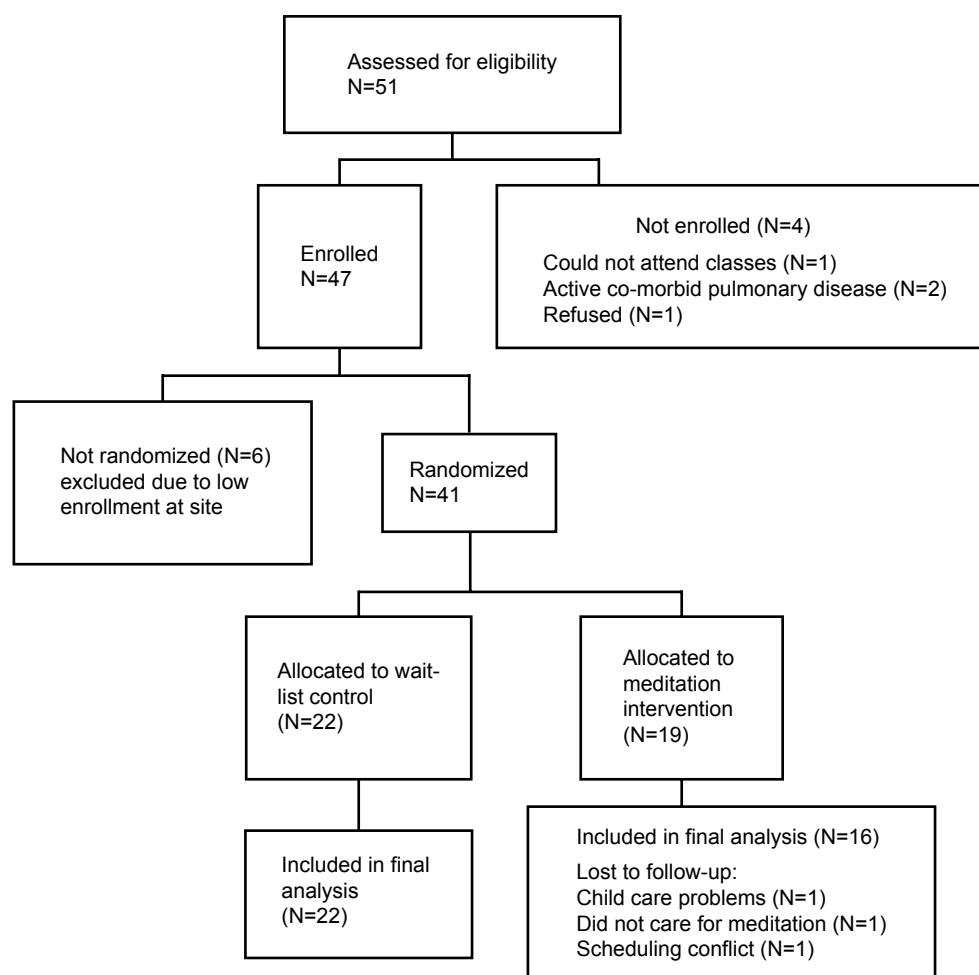 Assessed for eligibility
N=51
Enrolled
N=47
Not enrolled (N=4)
Could not attend classes (N=1)
Active co-morbid pulmonary disease (N=2)
Refused (N=1)
Not randomized (N=6)
excluded due to low
enrollment at site
Randomized
N=41
Allocated to wait-
list control
(N=22)
Allocated to
meditation
intervention
(N=19)
Included in final
analysis
(N=22)
Included in final analysis (N=16)
Lost to follow-up:
Child care problems (N=1)
Did not care for meditation (N=1)
Scheduling conflict (N=1)